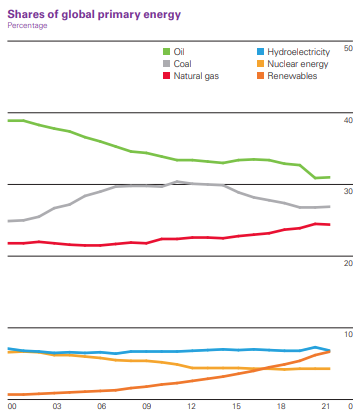 Shares of global primary energy
Percentage
50
Oil Hydroelectricity
Coal Nuclear energy
Natural gas Renewables
40
30
20
10
00 03 06 09 12 15 18 21 0